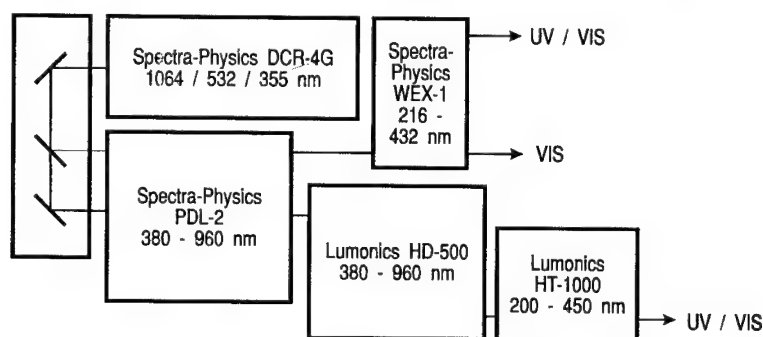 Spectra-Physics DCR-4G
1064 / 532 / 355 nm
Spectra-
Physics
WEX-1
216 -
432 nm
UV / VIS
VIS
Spectra-Physics
PDL-2
380 - 960 nm
Lumonics HD-500
380 - 960 nm
Lumonics
HT-1000
200 - 450 nm
UV / VIS